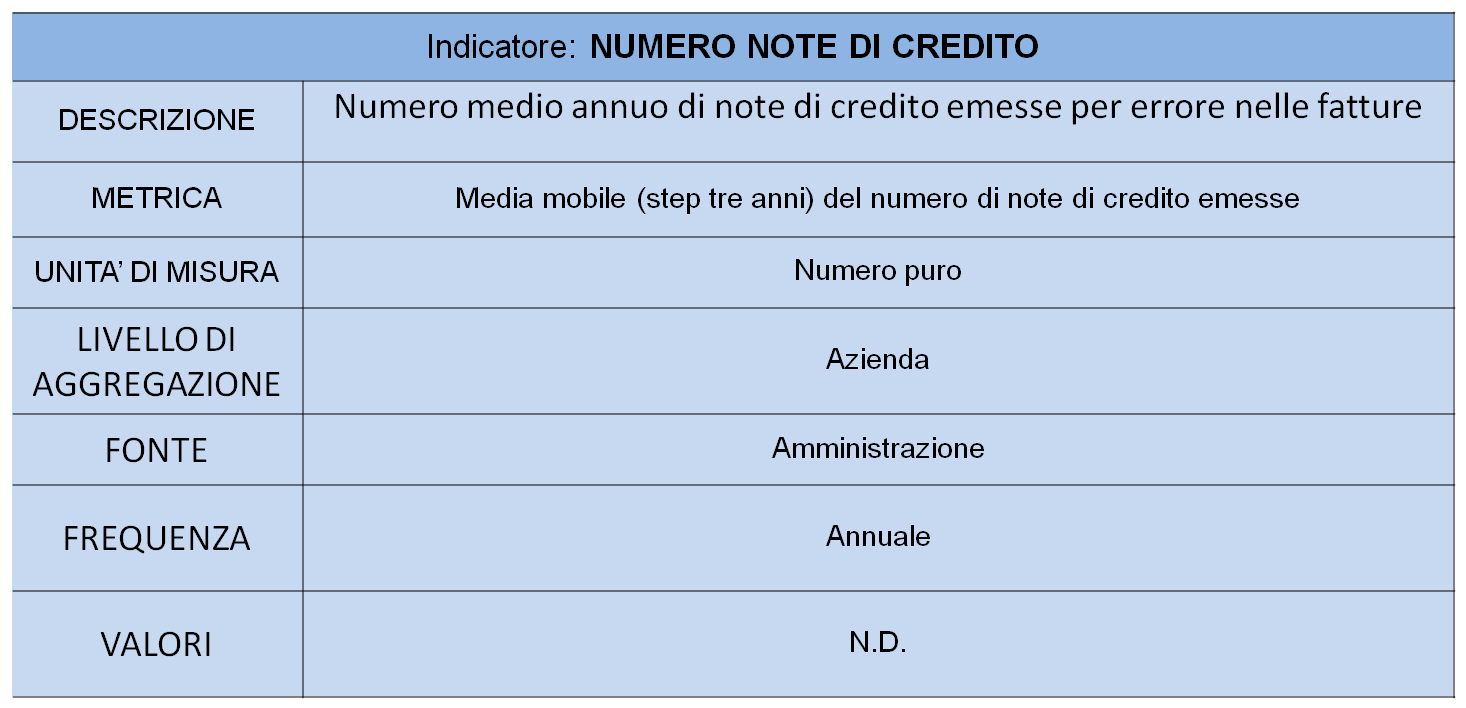 Indicatore: NUMERO NOTE DI CREDITO
DESCRIZIONE
Numero medio annuo di note di credito emesse per errore nelle fatture
METRICA
Media mobile (step tre anni) del numero di note di credito emesse
UNITA’ DI MISURA
Numero puro
LIVELLO DI
AGGREGAZIONE
Azienda
FONTE
Amministrazione
FREQUENZA
Annuale
VALORI
N.D.